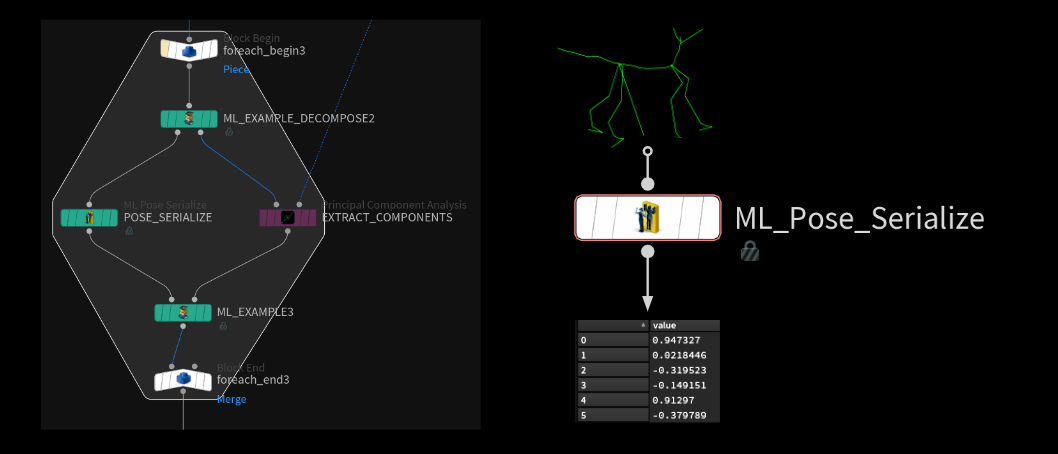 Block Begin
foreach_begin3
Piece
ML_EXAMPLE_DECOMPOSE2
ML Pose Serialize
POSE_SERIALIZE
Principal Component Analysis
EXTRACT_COMPONENTS
ML_EXAMPLE3
Block End
foreach_end3
Merge
ML_Pose_Serialize
value
0 0.947327
1 0.0218446
2 -0.319523
3 -0.149151
4 0.91297
5 -0.379789